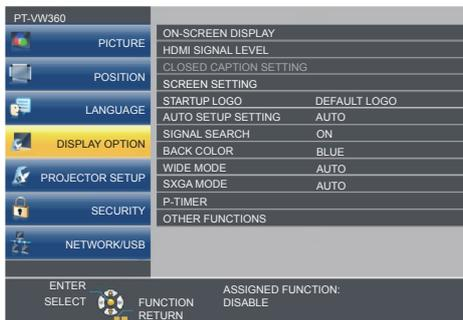 PT-VW360
PICTURE
POSITION
LANGUAGE
DISPLAY OPTION
PROJECTOR SETUP
SECURITY
NETWORK/USB
ON-SCREEN DISPLAY
HDMI SIGNAL LEVEL
CLOSED CAPTION SETTING
SCREEN SETTING
STARTUP LOGO DEFAULT LOGO
AUTO SETUP SETTING AUTO
SIGNAL SEARCH ON
BACK COLOR BLUE
WIDE MODE AUTO
SXGA MODE AUTO
P-TIMER
OTHER FUNCTIONS
ENTER
SELECT
FUNCTION
RETURN
ASSIGNED FUNCTION:
DISABLE